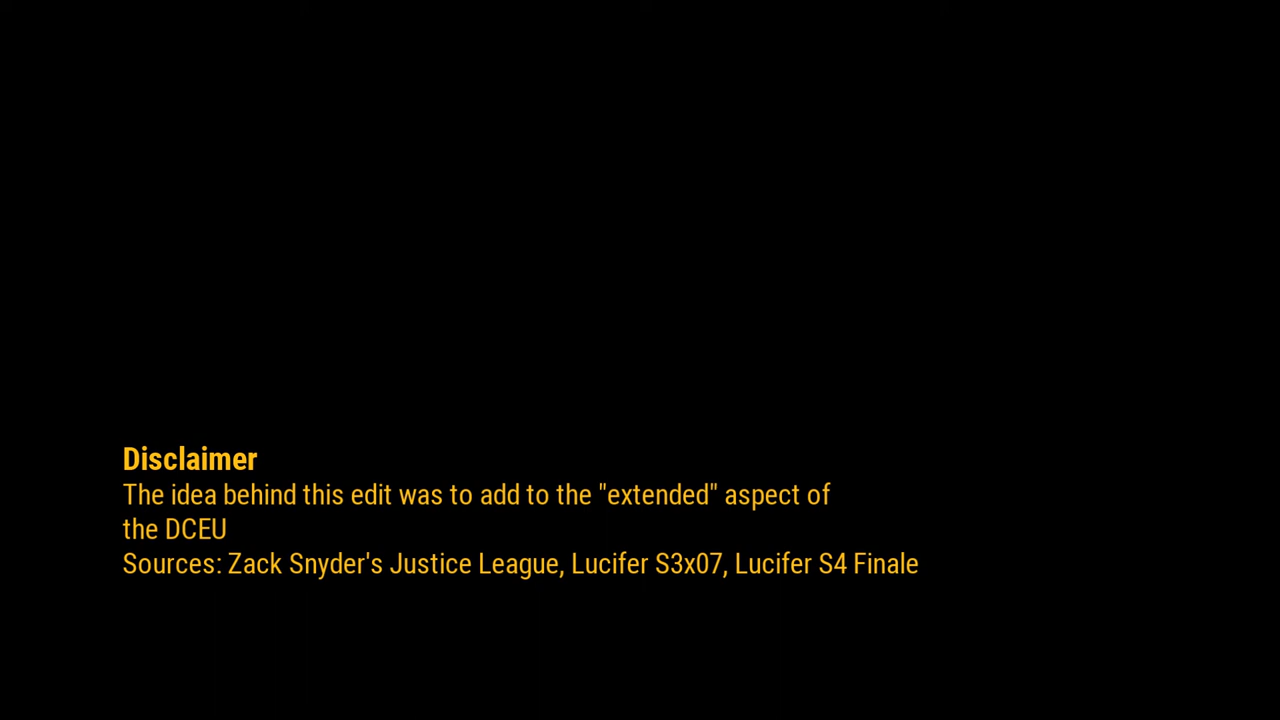 Disclaimer
The idea behind this edit was to add to the "extended" aspect of
the DCEU
Sources: Zack Snyder's Justice League, Lucifer S3x07, Lucifer S4 Finale